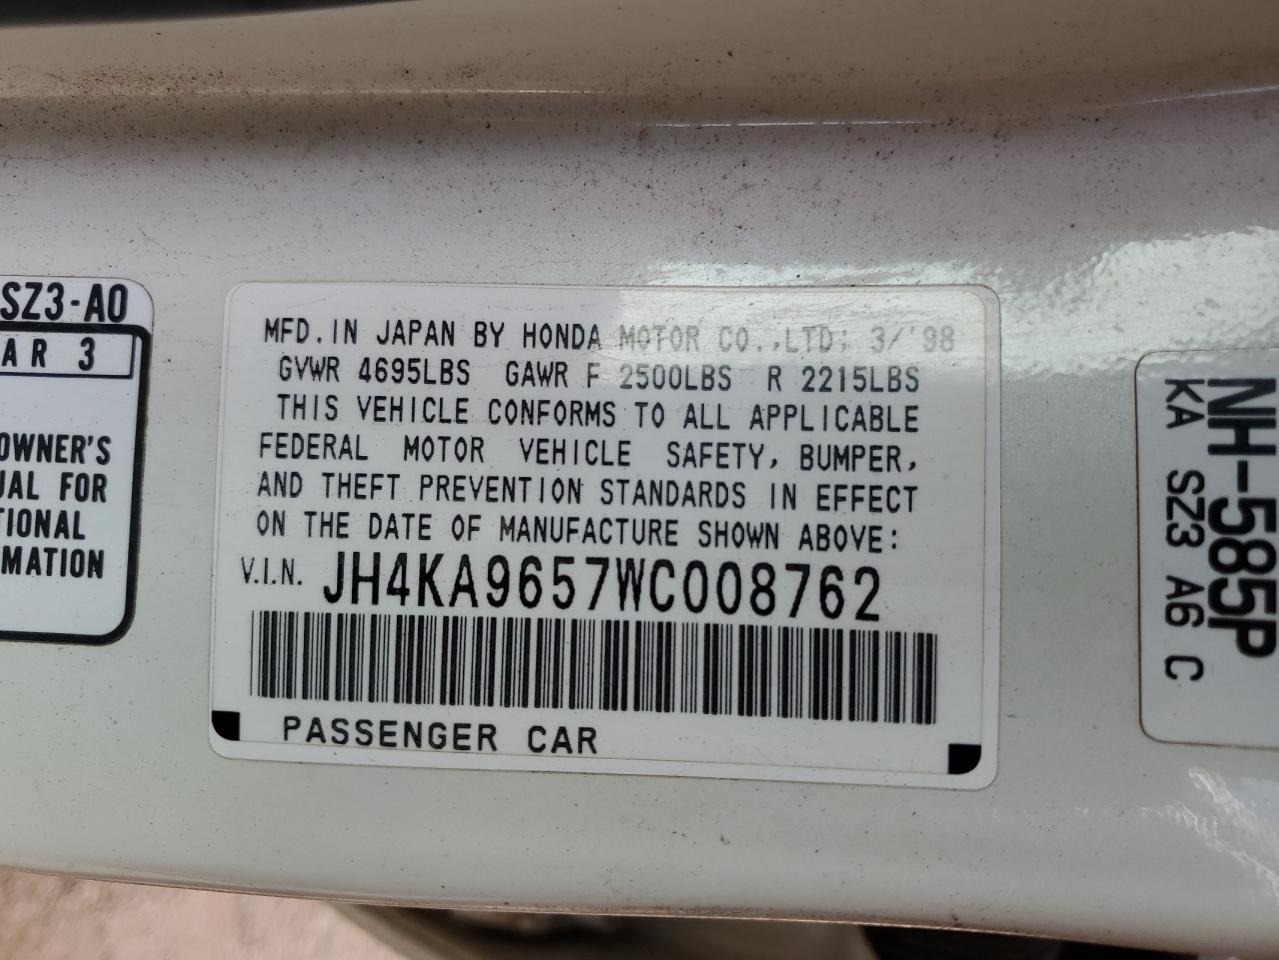 SZ3-A0
AR 3
OWNER'S
UAL FOR
TIONAL
MATION
MFD. IN JAPAN BY HONDA MOTOR CO.,LTD; 3/'98
GVWR 4695LBS GAWR F 2500LBS R 2215LBS
THIS VEHICLE CONFORMS TO ALL APPLICABLE
FEDERAL MOTOR VEHICLE SAFETY, BUMPER,
AND THEFT PREVENTION STANDARDS IN EFFECT
ON THE DATE OF MANUFACTURE SHOWN ABOVE:
V.I.N. JH4KA9657WC008762
PASSENGER CAR
NH-585P
KA SZ3 A6 C